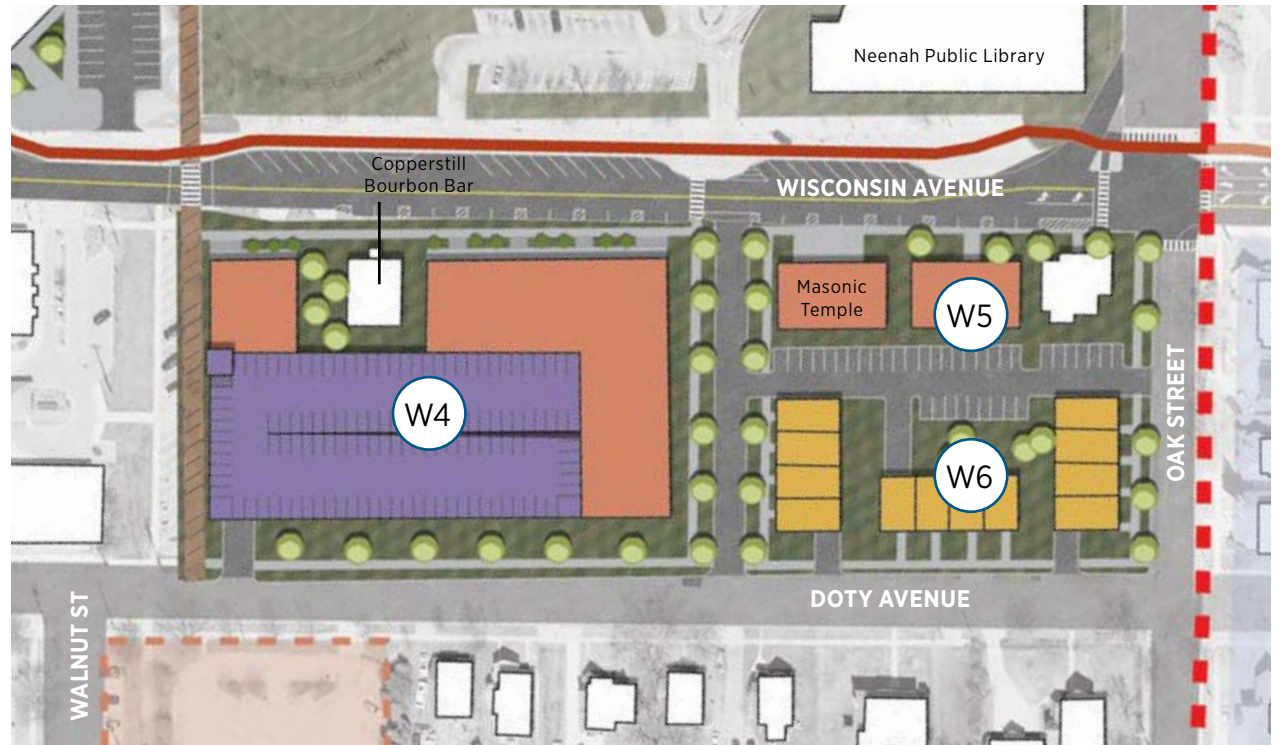 Neenah Public Library
Copperstill
Bourbon Bar
WISCONSIN AVENUE
Masonic
Temple
W5
W4
OAK STREET
W6
DOTY AVENUE
WALNUT ST